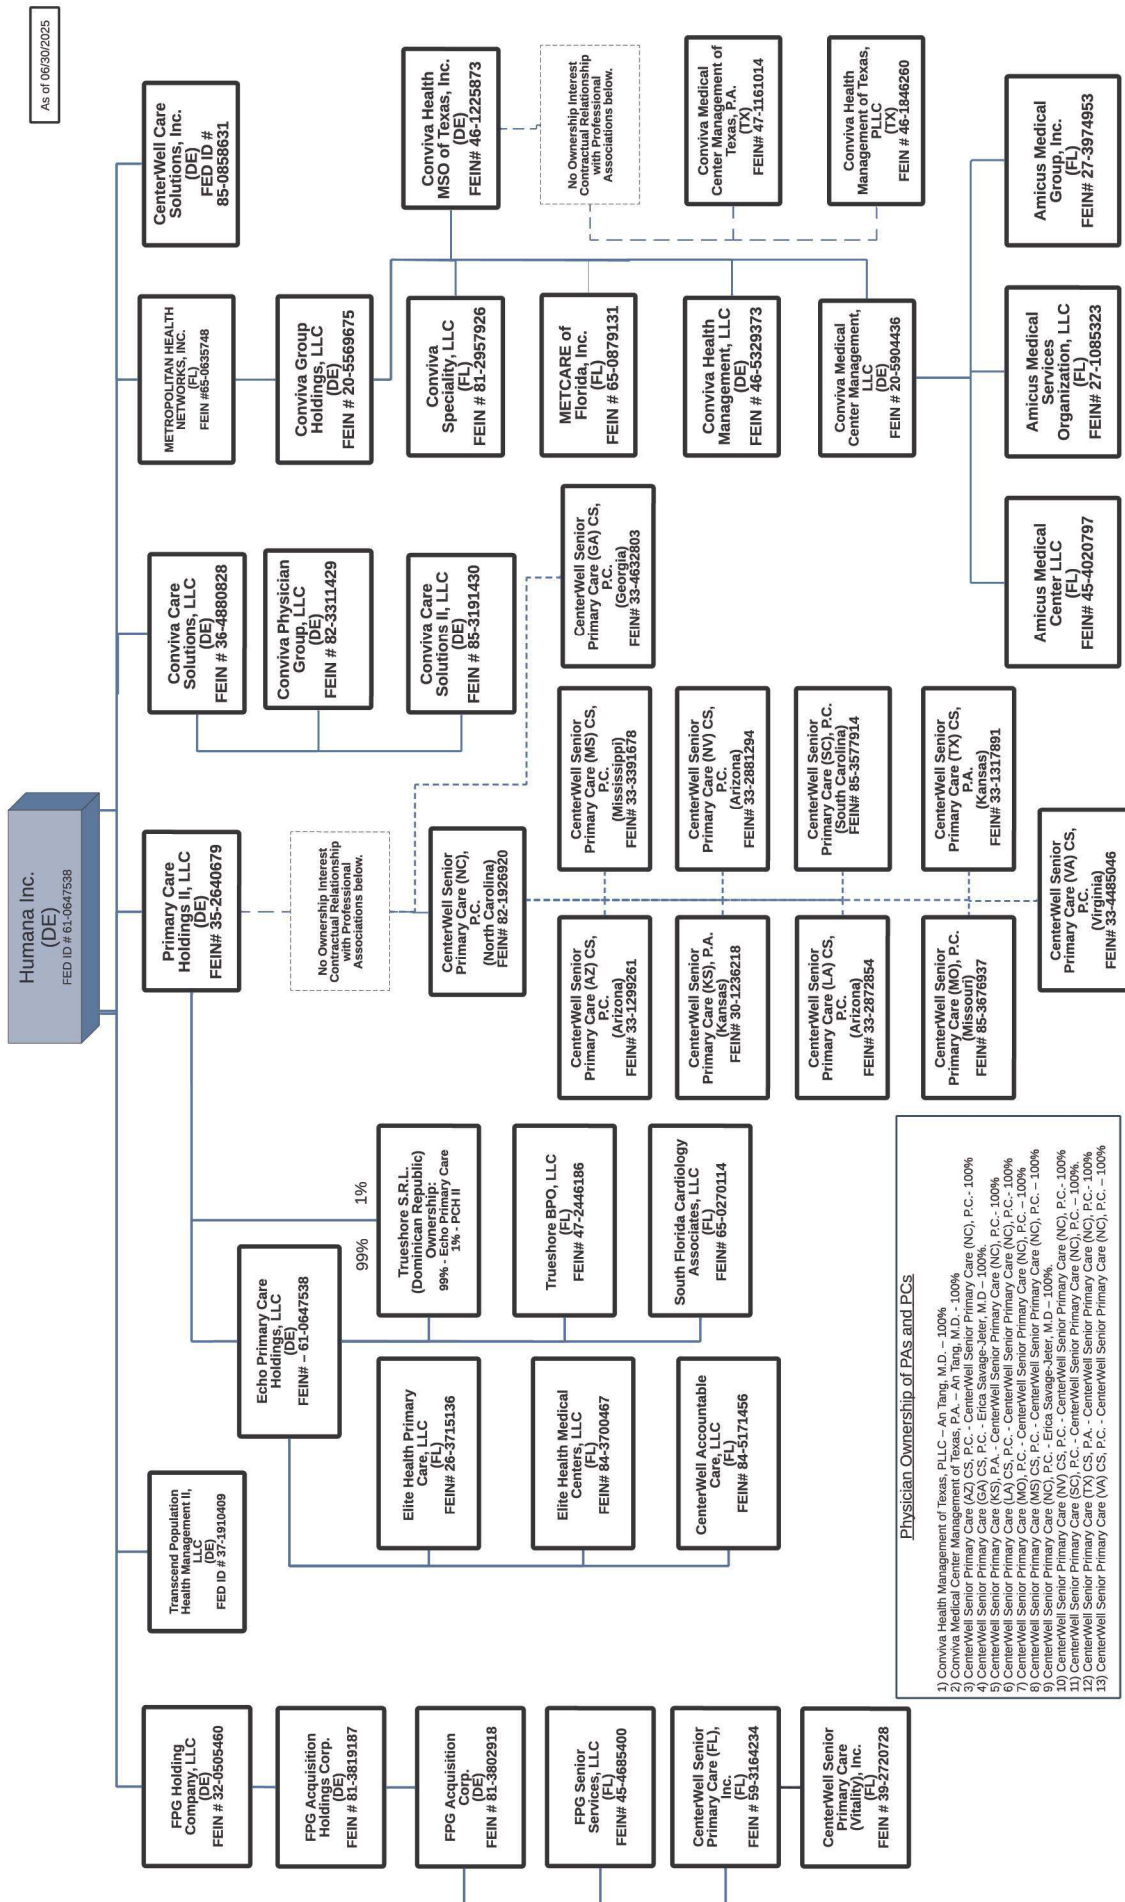 As of 06/30/2025
Humana Inc.
(DE)
FED ID # 61-0647538
FPG Holding
Company, LLC
(DE)
FEIN # 32-0505460
Transcend Population
Health Management II,
LLC
(DE)
FED ID # 37-1910409
Primary Care
Holdings II, LLC
(DE)
FEIN# 35-2640679
Conviva Care
Solutions, LLC
(DE)
FEIN # 36-4880828
METROPOLITAN HEALTH
NETWORKS, INC.
(FL)
FEIN #65-0635748
CenterWell Care
Solutions, Inc.
(DE)
FED ID #
85-0858631
FPG Acquisition
Holdings Corp.
(DE)
FEIN # 81-3819187
FPG Acquisition
Corp.
(DE)
FEIN # 81-3802918
FPG Senior
Services, LLC
(FL)
FEIN# 45-4685400
CenterWell Senior
Primary Care (FL),
Inc.
(FL)
FEIN # 59-3164234
CenterWell Senior
Primary Care
(Vitality), Inc.
(FL)
FEIN # 39-2720728
Echo Primary Care
Holdings, LLC
(DE)
FEIN# – 61-0647538
99%
1%
Elite Health Primary
Care, LLC
(FL)
FEIN# 26-3715136
Elite Health Medical
Centers, LLC
(FL)
FEIN# 84-3700467
CenterWell Accountable
Care, LLC
(FL)
FEIN# 84-5171456
Trueshore S.R.L.
(Dominican Republic)
Ownership:
99% - Echo Primary Care
1% - PCH II
Trueshore BPO, LLC
(FL)
FEIN# 47-2446186
South Florida Cardiology
Associates, LLC
(FL)
FEIN# 65-0270114
No Ownership Interest
Contractual Relationship
with Professional
Associations below.
CenterWell Senior
Primary Care (NC),
P.C.
(North Carolina)
FEIN# 82-1926920
CenterWell Senior
Primary Care (AZ) CS,
P.C.
(Arizona)
FEIN# 33-1299261
CenterWell Senior
Primary Care (MS) CS,
P.C.
(Mississippi)
FEIN# 33-3391678
CenterWell Senior
Primary Care (GA) CS,
P.C.
(Georgia)
FEIN# 33-4632803
CenterWell Senior
Primary Care (KS), P.A.
(Kansas)
FEIN# 30-1236218
CenterWell Senior
Primary Care (NV) CS,
P.C.
(Arizona)
FEIN# 33-2881294
CenterWell Senior
Primary Care (LA) CS,
P.C.
(Arizona)
FEIN# 33-2872854
CenterWell Senior
Primary Care (SC), P.C.
(South Carolina)
FEIN# 85-3577914
CenterWell Senior
Primary Care (MO), P.C.
(Missouri)
FEIN# 85-3676937
CenterWell Senior
Primary Care (TX) CS,
P.A.
(Kansas)
FEIN# 33-1317891
CenterWell Senior
Primary Care (VA) CS,
P.C.
(Virginia)
FEIN# 33-4485046
Conviva Physician
Group, LLC
(DE)
FEIN # 82-3311429
Conviva Care
Solutions II, LLC
(DE)
FEIN # 85-3191430
Conviva Group
Holdings, LLC
(DE)
FEIN # 20-5569675
Conviva
Speciality, LLC
(FL)
FEIN # 81-2957926
METCARE of
Florida, Inc.
(FL)
FEIN # 65-0879131
Conviva Health
Management, LLC
(DE)
FEIN # 46-5329373
Conviva Medical
Center Management,
LLC
(DE)
FEIN # 20-5904436
Conviva Health
MSO of Texas, Inc.
(DE)
FEIN# 46-1225873
No Ownership Interest
Contractual Relationship
with Professional
Associations below.
Conviva Medical
Center Management of
Texas, P.A.
(TX)
FEIN# 47-1161014
Conviva Health
Management of Texas,
PLLC
(TX)
FEIN # 46-1846260
Amicus Medical
Center LLC
(FL)
FEIN# 45-4020797
Amicus Medical
Services
Organization, LLC
(FL)
FEIN# 27-1085323
Amicus Medical
Group, Inc.
(FL)
FEIN# 27-3974953
Physician Ownership of PAs and PCs
1) Conviva Health Management of Texas, PLLC – An Tang, M.D. – 100%
2) Conviva Medical Center Management of Texas, P.A. – An Tang, M.D. - 100%
3) CenterWell Senior Primary Care (AZ) CS, P.C. - CenterWell Senior Primary Care (NC), P.C.- 100%
4) CenterWell Senior Primary Care (GA) CS, P.C. - Erica Savage-Jeter, M.D – 100%.
5) CenterWell Senior Primary Care (KS), P.A. - CenterWell Senior Primary Care (NC), P.C.- 100%
6) CenterWell Senior Primary Care (LA) CS, P.C. - CenterWell Senior Primary Care (NC), P.C.- 100%
7) CenterWell Senior Primary Care (MO), P.C. - CenterWell Senior Primary Care (NC), P.C. – 100%
8) CenterWell Senior Primary Care (MS) CS, P.C. - CenterWell Senior Primary Care (NC), P.C. – 100%
9) CenterWell Senior Primary Care (NC), P.C. - Erica Savage-Jeter, M.D – 100%.
10) CenterWell Senior Primary Care (NV) CS, P.C. - CenterWell Senior Primary Care (NC), P.C.- 100%
11) CenterWell Senior Primary Care (SC), P.C. - CenterWell Senior Primary Care (NC), P.C. – 100%.
12) CenterWell Senior Primary Care (TX) CS, P.A. - CenterWell Senior Primary Care (NC), P.C.- 100%
13) CenterWell Senior Primary Care (VA) CS, P.C. - CenterWell Senior Primary Care (NC), P.C. – 100%